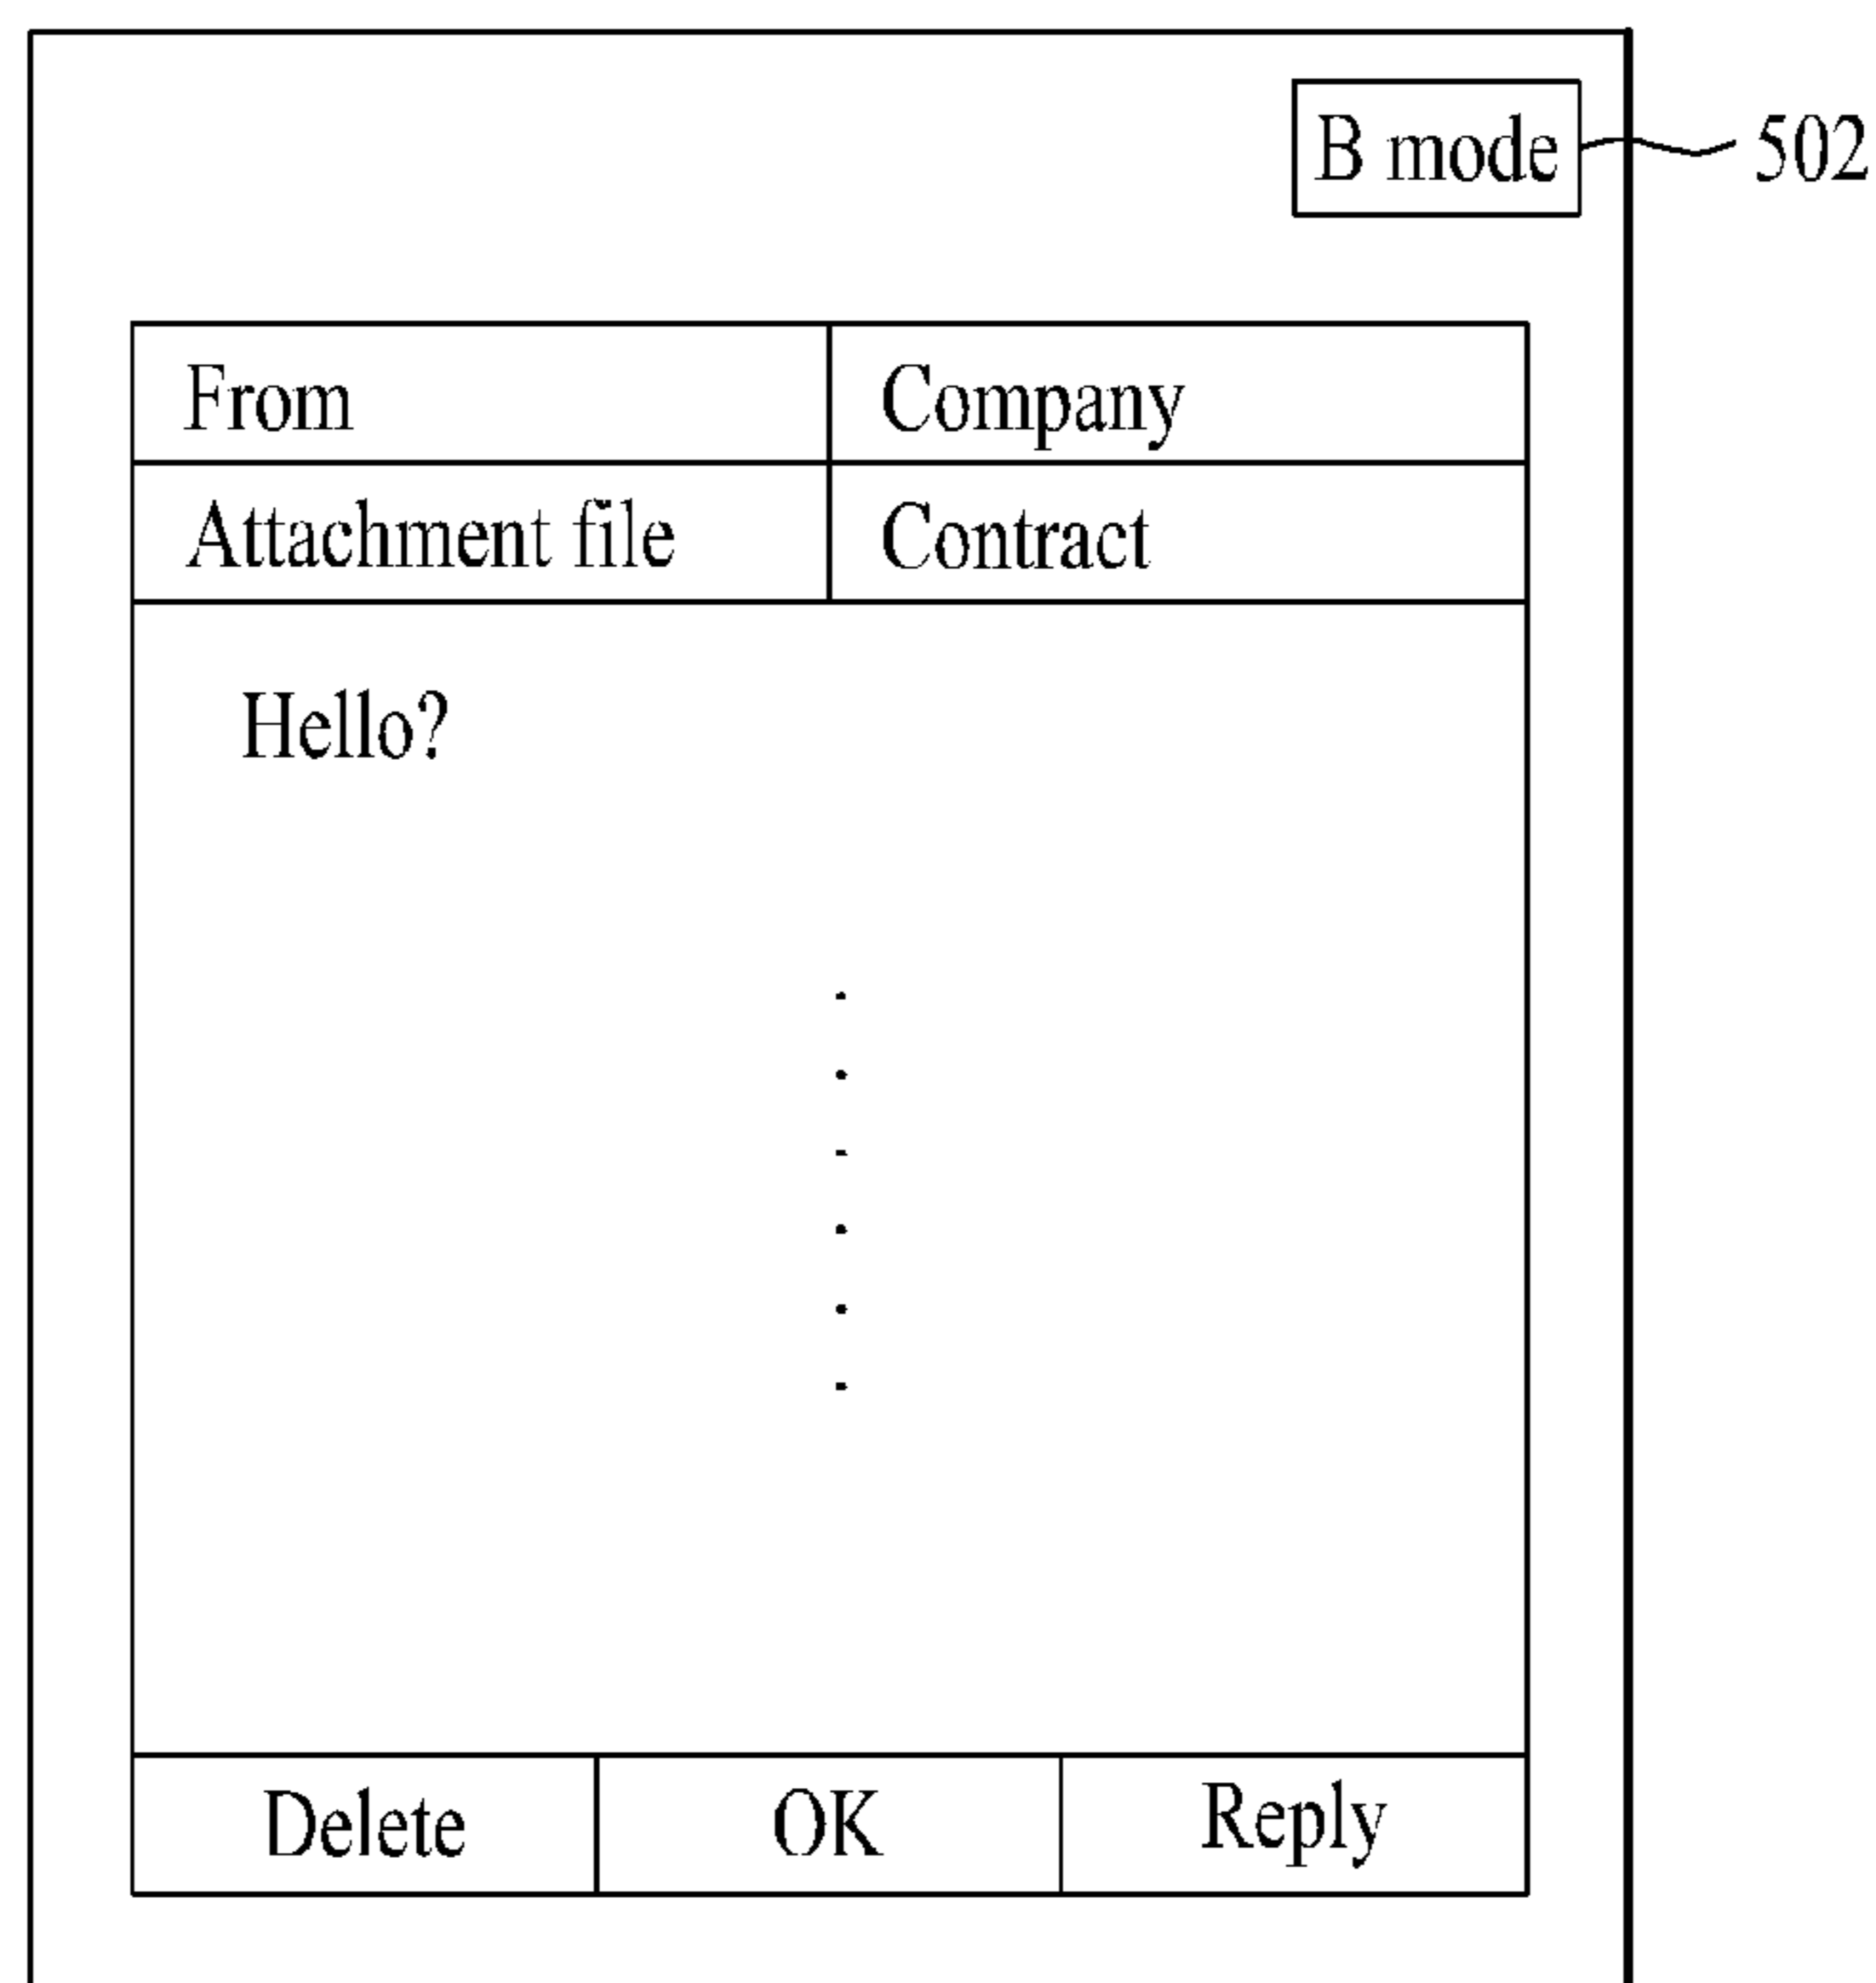 B mode 502
From Company
Attachment file Contract
Hello?
Delete OK Reply